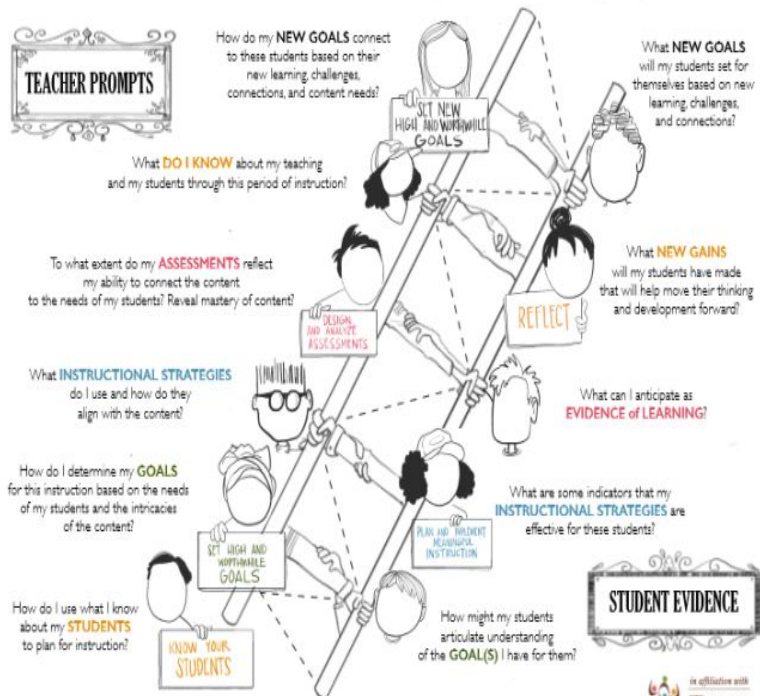 TEACHER PROMPTS
How do my NEW GOALS connect
to these students based on their
new learning, challenges,
connections, and content needs?
What NEW GOALS
will my students set for
themselves based on new
learning, challenges,
and connections?
SET NEW
HIGH AND WORTHWHILE
GOALS
What DO I KNOW about my teaching
and my students through this period of instruction?
To what extent do my ASSESSMENTS reflect
my ability to connect the content
to the needs of my students? Reveal mastery of content?
What NEW GAINS
will my students have made
that will help move their thinking
and development forward?
REFLECT
DESIGN
AND ANALYZE
ASSESSMENTS
What INSTRUCTIONAL STRATEGIES
do I use and how do they
align with the content?
What can I anticipate as
EVIDENCE of LEARNING?
How do I determine my GOALS
for this instruction based on the needs
of my students and the intricacies
of the content?
What are some indicators that my
INSTRUCTIONAL STRATEGIES are
effective for these students?
PLAN AND IMPLEMENT
MEANINGFUL
INSTRUCTION
SET HIGH AND
WORTHWHILE
GOALS
STUDENT EVIDENCE
How do I use what I know
about my STUDENTS
to plan for instruction?
KNOW YOUR
STUDENTS
How might my students
articulate understanding
of the GOAL(S) I have for them?
in affiliation with